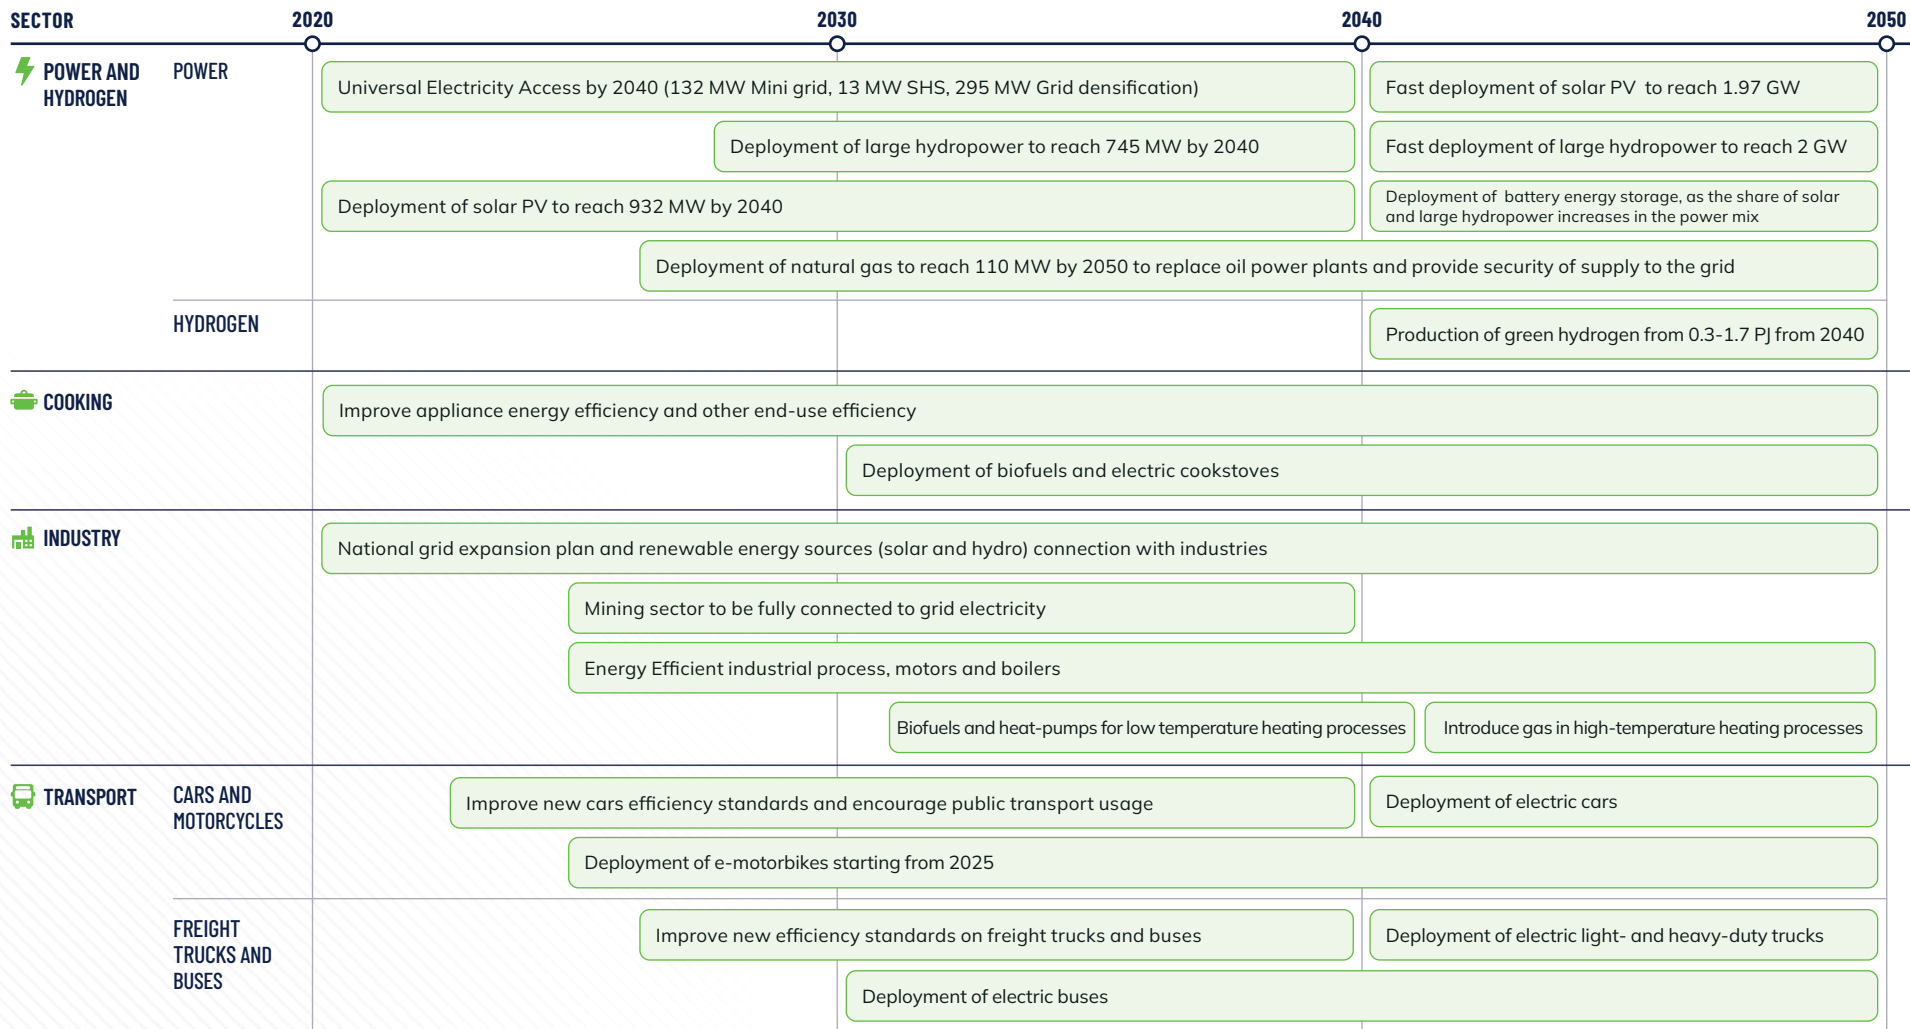 SECTOR 2020 2030 2040 2050
POWER AND
HYDROGEN
POWER
Universal Electricity Access by 2040 (132 MW Mini grid, 13 MW SHS, 295 MW Grid densification)
Fast deployment of solar PV to reach 1.97 GW
Deployment of large hydropower to reach 745 MW by 2040
Fast deployment of large hydropower to reach 2 GW
Deployment of solar PV to reach 932 MW by 2040
Deployment of battery energy storage, as the share of solar
and large hydropower increases in the power mix
Deployment of natural gas to reach 110 MW by 2050 to replace oil power plants and provide security of supply to the grid
HYDROGEN
Production of green hydrogen from 0.3-1.7 PJ from 2040
COOKING
Improve appliance energy efficiency and other end-use efficiency
Deployment of biofuels and electric cookstoves
INDUSTRY
National grid expansion plan and renewable energy sources (solar and hydro) connection with industries
Mining sector to be fully connected to grid electricity
Energy Efficient industrial process, motors and boilers
Biofuels and heat-pumps for low temperature heating processes
Introduce gas in high-temperature heating processes
TRANSPORT
CARS AND
MOTORCYCLES
Improve new cars efficiency standards and encourage public transport usage
Deployment of electric cars
Deployment of e-motorbikes starting from 2025
FREIGHT
TRUCKS AND
BUSES
Improve new efficiency standards on freight trucks and buses
Deployment of electric light- and heavy-duty trucks
Deployment of electric buses